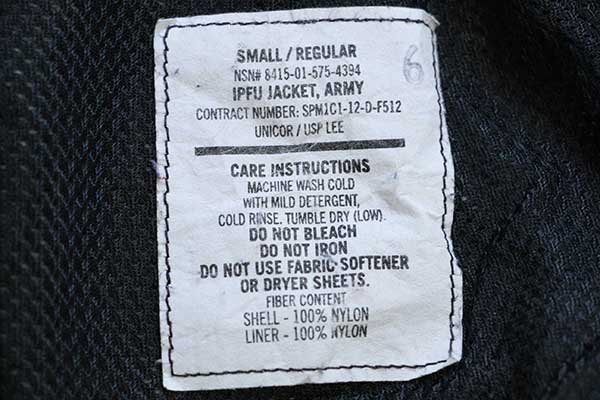 SMALL / REGULAR
NSN# 8415-01-575-4394
IPFU JACKET, ARMY
CONTRACT NUMBER: SPM1C1-12-D-F512
UNICOR / USP LEE
6
CARE INSTRUCTIONS
MACHINE WASH COLD
WITH MILD DETERGENT,
COLD RINSE. TUMBLE DRY (LOW).
DO NOT BLEACH
DO NOT IRON
DO NOT USE FABRIC SOFTENER
OR DRYER SHEETS.
FIBER CONTENT
SHELL - 100% NYLON
LINER - 100% NYLON